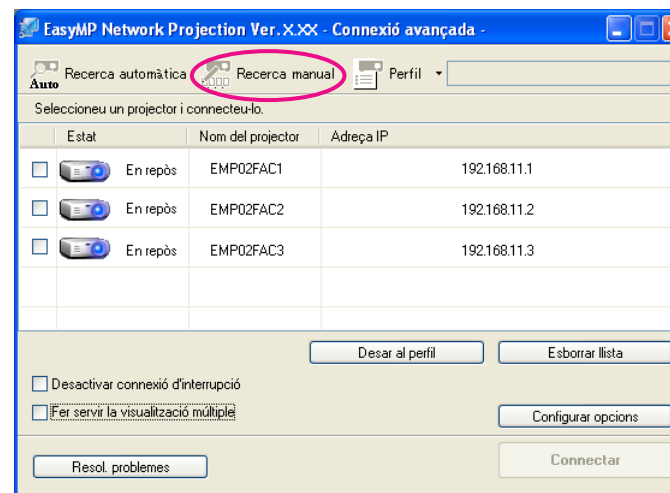 EasyMP Network Projection Ver.X.XX - Connexió avançada -
Auto Recerca automàtica Recerca manual Perfil
Seleccioneu un projector i connecteu-lo.
Estat Nom del projector Adreça IP
En repòs EMP02FAC1 192.168.11.1
En repòs EMP02FAC2 192.168.11.2
En repòs EMP02FAC3 192.168.11.3
Desar al perfil Esborrar llista
Desactivar connexió d'interrupció
Fer servir la visualització múltiple Configurar opcions
Resol. problemes Connectar